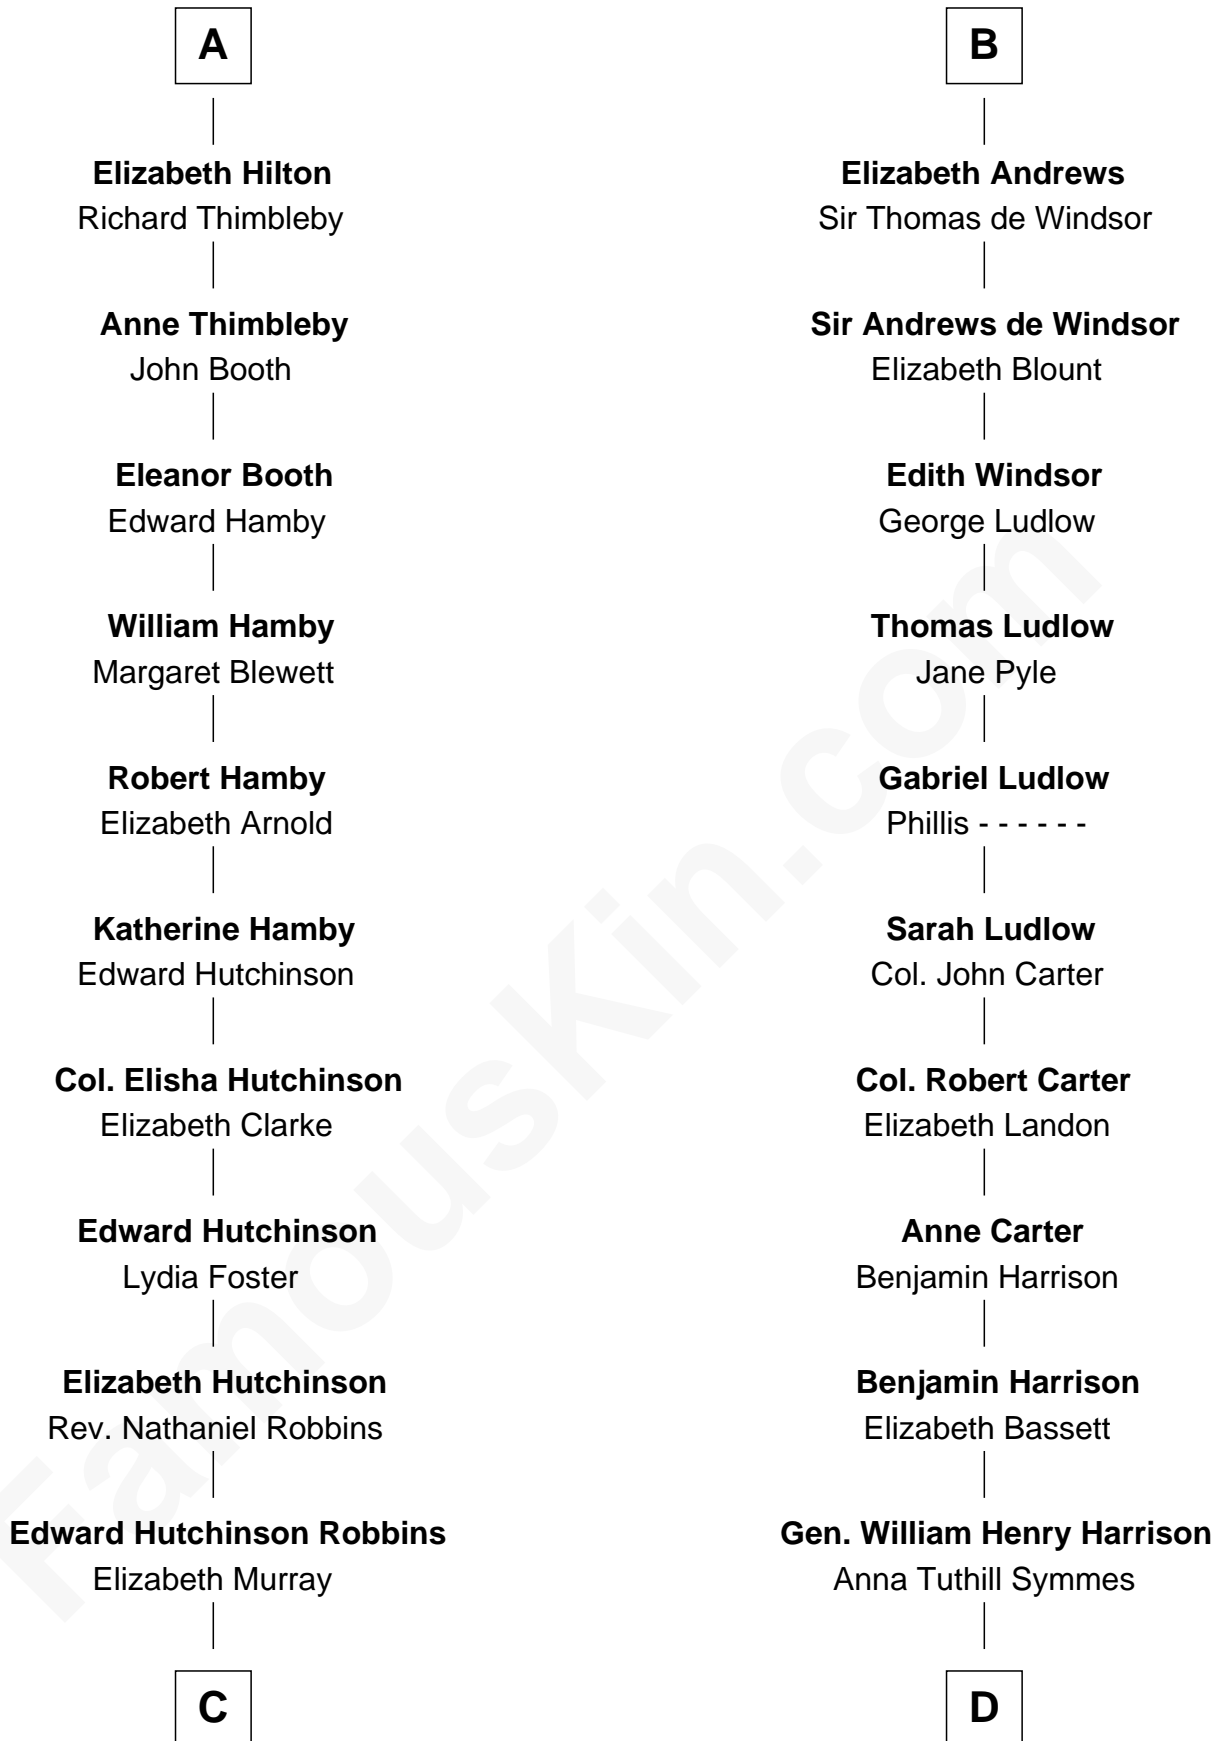 A
Elizabeth Hilton
Richard Thimbleby
Anne Thimbleby
John Booth
Eleanor Booth
Edward Hamby
William Hamby
Margaret Blewett
Robert Hamby
Elizabeth Arnold
Katherine Hamby
Edward Hutchinson
Col. Elisha Hutchinson
Elizabeth Clarke
Edward Hutchinson
Lydia Foster
Elizabeth Hutchinson
Rev. Nathaniel Robbins
Edward Hutchinson Robbins
Elizabeth Murray
C
B
Elizabeth Andrews
Sir Thomas de Windsor
Sir Andrews de Windsor
Elizabeth Blount
Edith Windsor
George Ludlow
Thomas Ludlow
Jane Pyle
Gabriel Ludlow
Phillis - - - - - -
Sarah Ludlow
Col. John Carter
Col. Robert Carter
Elizabeth Landon
Anne Carter
Benjamin Harrison
Benjamin Harrison
Elizabeth Bassett
Gen. William Henry Harrison
Anna Tuthill Symmes
D
FamousKin.com